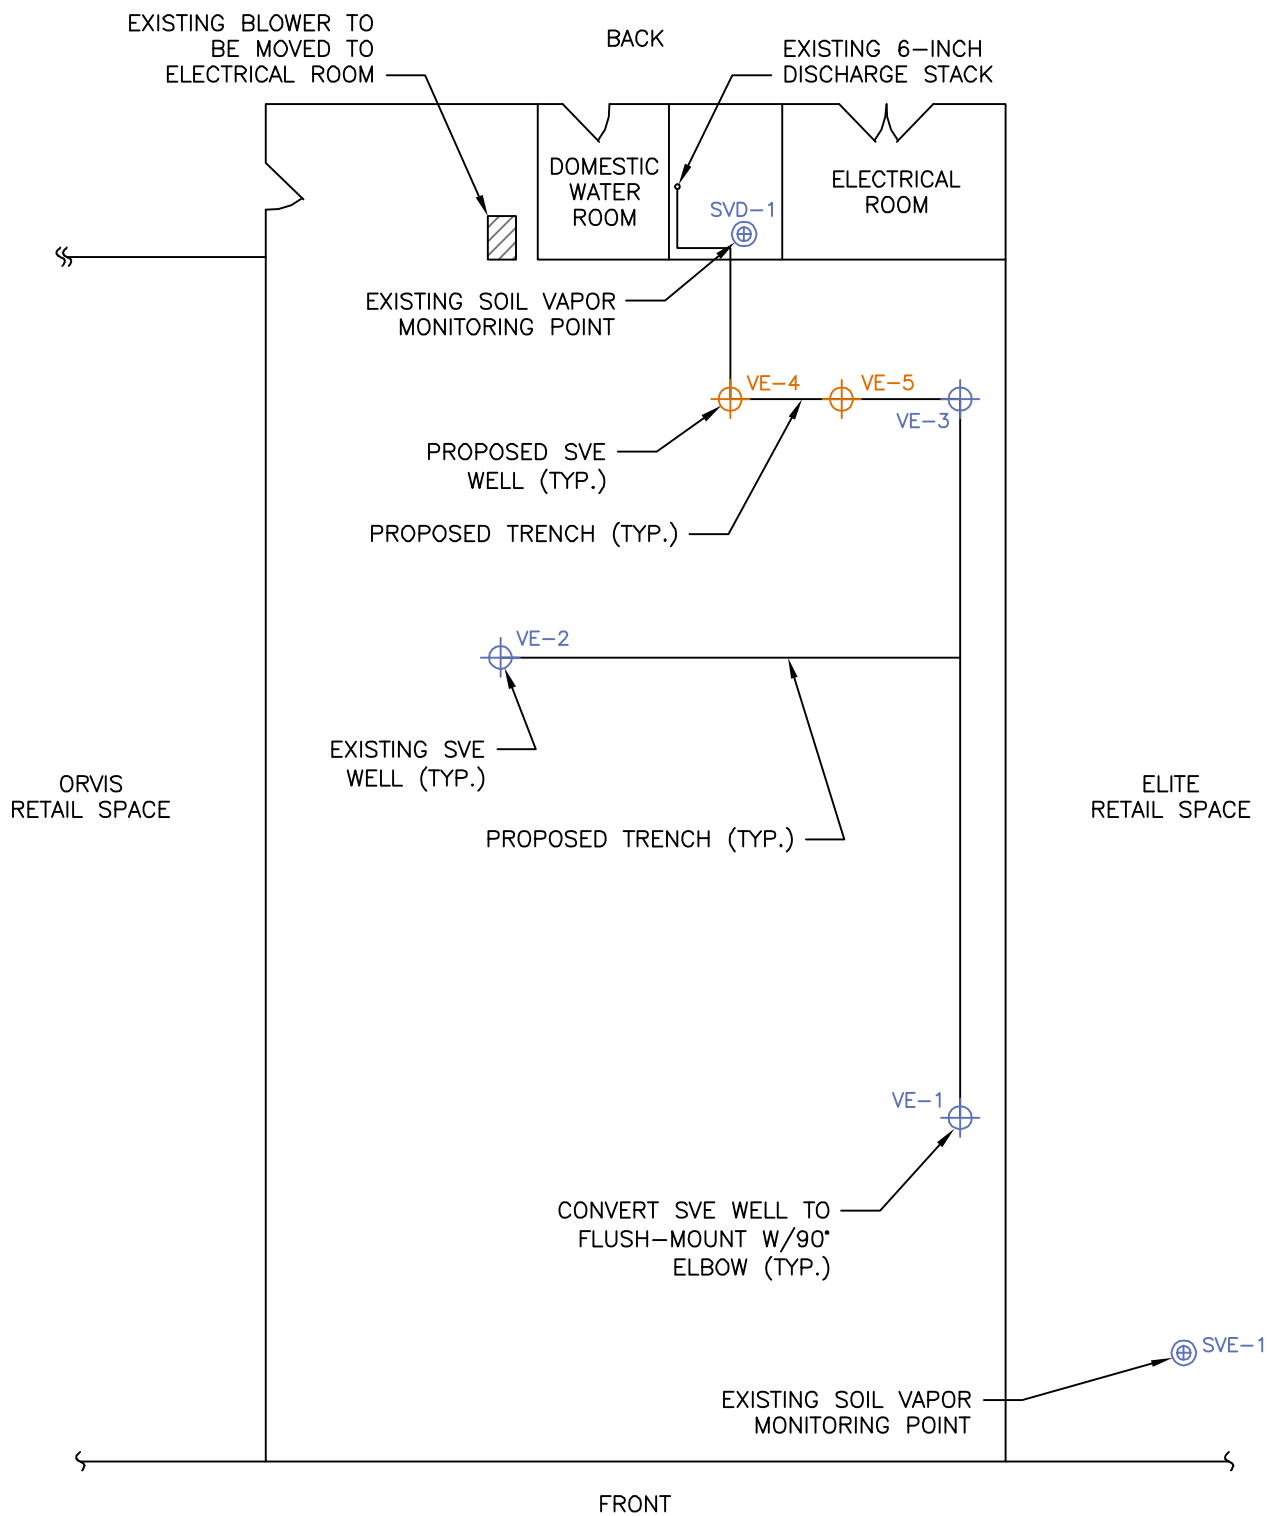 EXISTING BLOWER TO
BE MOVED TO
ELECTRICAL ROOM
BACK
EXISTING 6-INCH
DISCHARGE STACK
DOMESTIC
WATER
ROOM
ELECTRICAL
ROOM
SVD-1
EXISTING SOIL VAPOR
MONITORING POINT
VE-4
VE-5
VE-3
PROPOSED SVE
WELL (TYP.)
PROPOSED TRENCH (TYP.)
VE-2
EXISTING SVE
WELL (TYP.)
ORVIS
RETAIL SPACE
ELITE
RETAIL SPACE
PROPOSED TRENCH (TYP.)
VE-1
CONVERT SVE WELL TO
FLUSH-MOUNT W/90°
ELBOW (TYP.)
SVE-1
EXISTING SOIL VAPOR
MONITORING POINT
FRONT